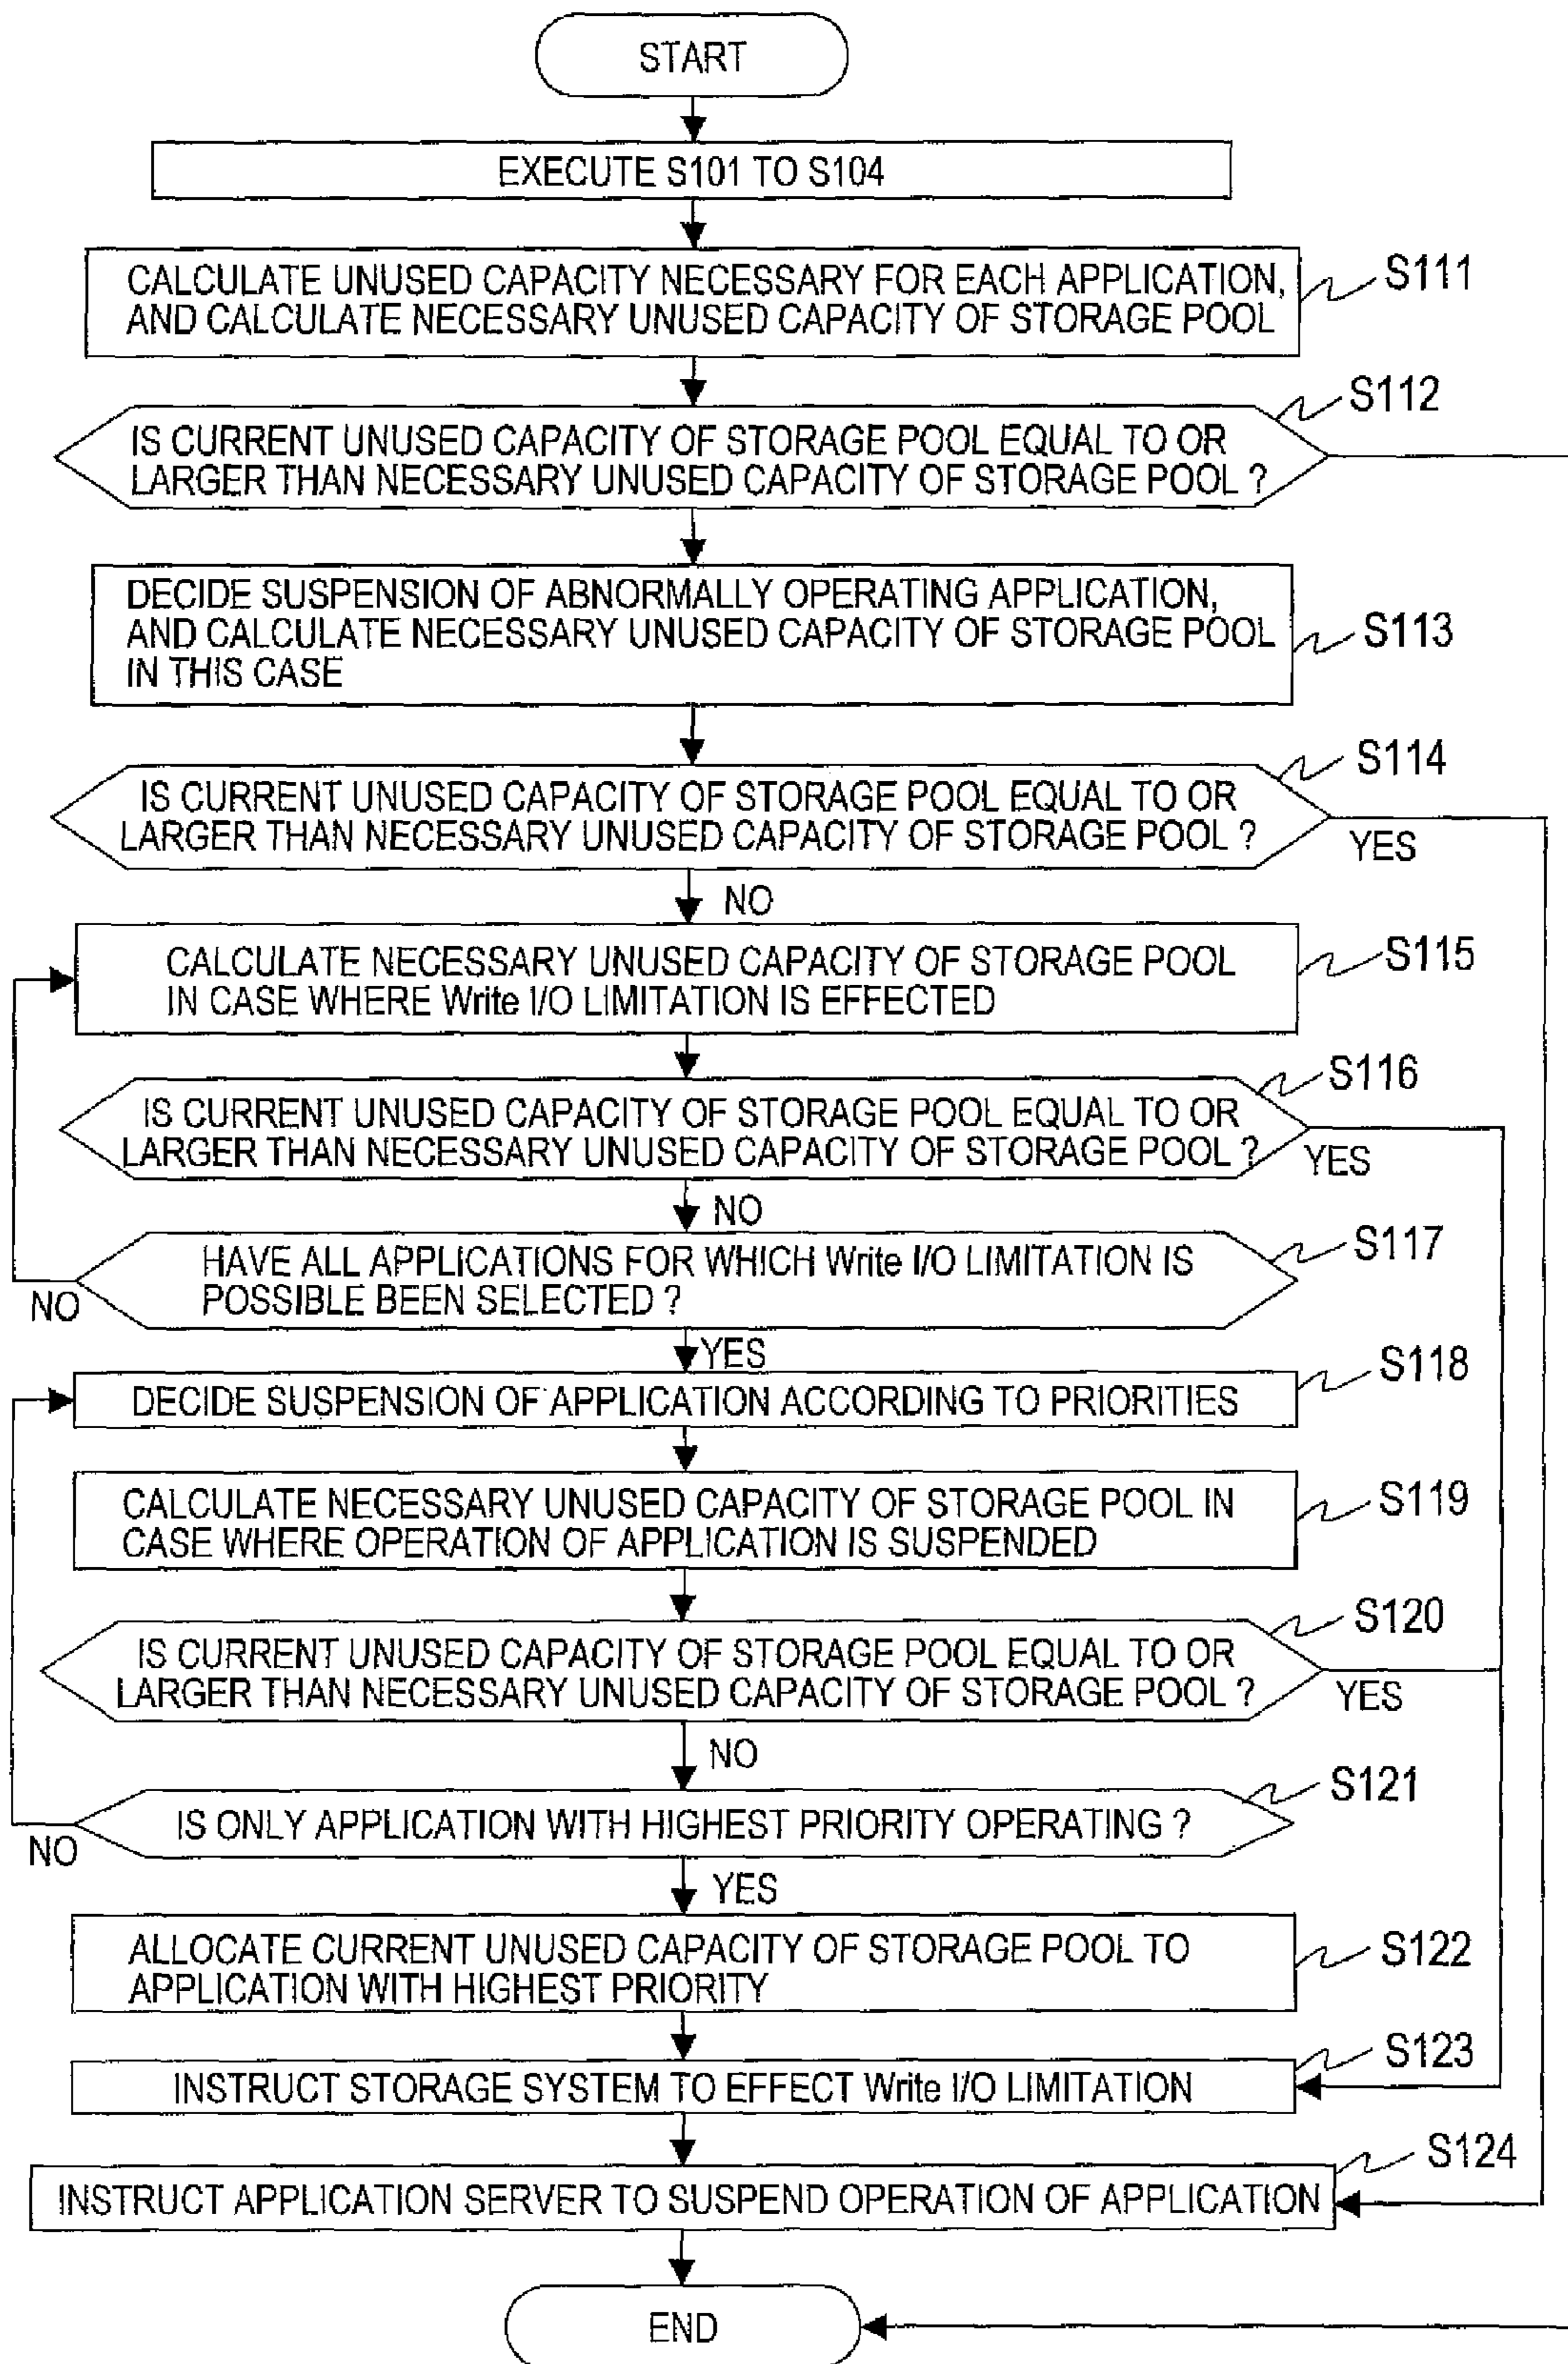 START
EXECUTE S101 TO S104
CALCULATE UNUSED CAPACITY NECESSARY FOR EACH APPLICATION,
AND CALCULATE NECESSARY UNUSED CAPACITY OF STORAGE POOL
S111
S112
IS CURRENT UNUSED CAPACITY OF STORAGE POOL EQUAL TO OR
LARGER THAN NECESSARY UNUSED CAPACITY OF STORAGE POOL ?
DECIDE SUSPENSION OF ABNORMALLY OPERATING APPLICATION,
AND CALCULATE NECESSARY UNUSED CAPACITY OF STORAGE POOL
IN THIS CASE
S113
S114
IS CURRENT UNUSED CAPACITY OF STORAGE POOL EQUAL TO OR
LARGER THAN NECESSARY UNUSED CAPACITY OF STORAGE POOL ?
YES
NO
CALCULATE NECESSARY UNUSED CAPACITY OF STORAGE POOL
IN CASE WHERE Write I/O LIMITATION IS EFFECTED
S115
S116
IS CURRENT UNUSED CAPACITY OF STORAGE POOL EQUAL TO OR
LARGER THAN NECESSARY UNUSED CAPACITY OF STORAGE POOL ?
YES
NO
S117
HAVE ALL APPLICATIONS FOR WHICH Write I/O LIMITATION IS
POSSIBLE BEEN SELECTED ?
NO
YES
S118
DECIDE SUSPENSION OF APPLICATION ACCORDING TO PRIORITIES
CALCULATE NECESSARY UNUSED CAPACITY OF STORAGE POOL IN
CASE WHERE OPERATION OF APPLICATION IS SUSPENDED
S119
S120
IS CURRENT UNUSED CAPACITY OF STORAGE POOL EQUAL TO OR
LARGER THAN NECESSARY UNUSED CAPACITY OF STORAGE POOL ?
YES
NO
S121
IS ONLY APPLICATION WITH HIGHEST PRIORITY OPERATING ?
NO
YES
ALLOCATE CURRENT UNUSED CAPACITY OF STORAGE POOL TO
APPLICATION WITH HIGHEST PRIORITY
S122
S123
INSTRUCT STORAGE SYSTEM TO EFFECT Write I/O LIMITATION
S124
INSTRUCT APPLICATION SERVER TO SUSPEND OPERATION OF APPLICATION
END